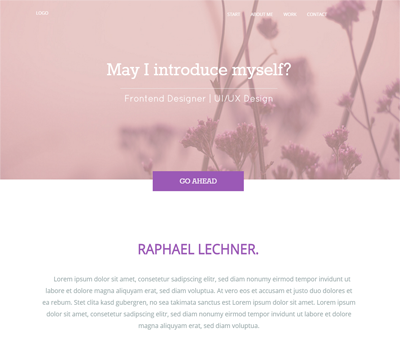 LOGO
START ABOUT ME WORK CONTACT
May I introduce myself?
Frontend Designer | UI/UX Design
GO AHEAD
RAPHAEL LECHNER.
Lorem ipsum dolor sit amet, consetetur sadipscing elitr, sed diam nonumy eirmod tempor invidunt ut
labore et dolore magna aliquyam erat, sed diam voluptua. At vero eos et accusam et justo duo dolores et
ea rebum. Stet clita kasd gubergren, no sea takimata sanctus est Lorem ipsum dolor sit amet. Lorem ipsum
dolor sit amet, consetetur sadipscing elitr, sed diam nonumy eirmod tempor invidunt ut labore et dolore
magna aliquyam erat, sed diam voluptua.